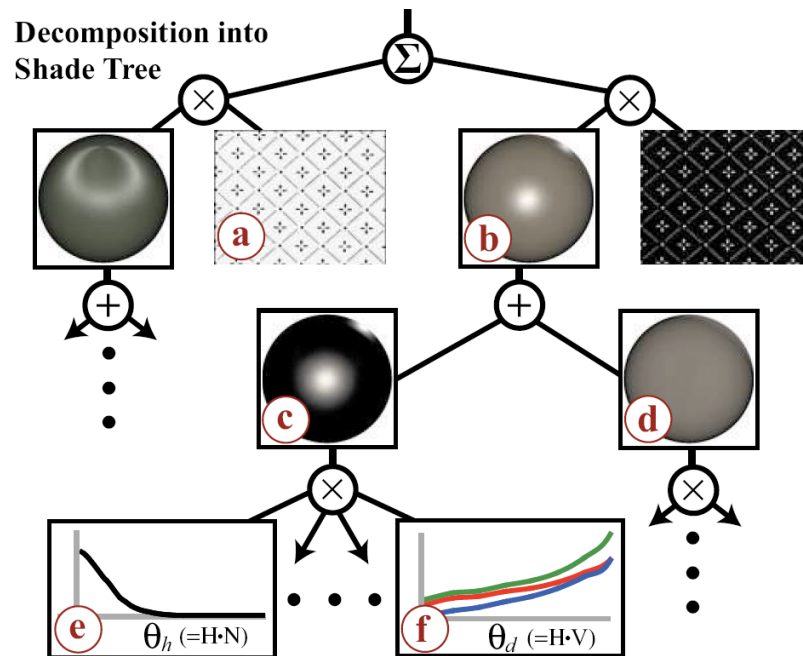 Decomposition into
Shade Tree
Σ
×
×
a
b
+
+
c
d
×
×
e
θh (=H·N)
f
θd (=H·V)